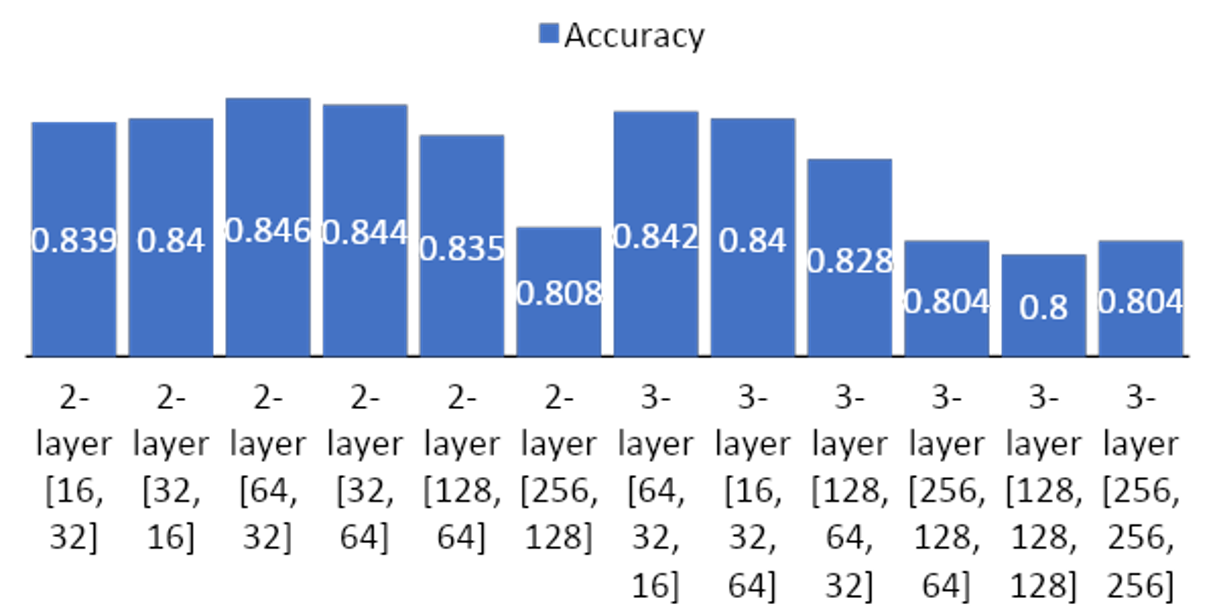 Accuracy
0.839 0.84 0.846 0.844 0.835 0.808 0.842 0.84 0.828 0.804 0.8 0.804
2- 2- 2- 2- 2- 2- 3- 3- 3- 3- 3- 3-
layer layer layer layer layer layer layer layer layer layer layer layer
[16, [32, [64, [32, [128, [256, [64, [16, [128, [256, [128, [256,
32] 16] 32] 64] 64] 128] 32, 32, 64, 128, 128, 256,
16] 64] 32] 64] 128] 256]